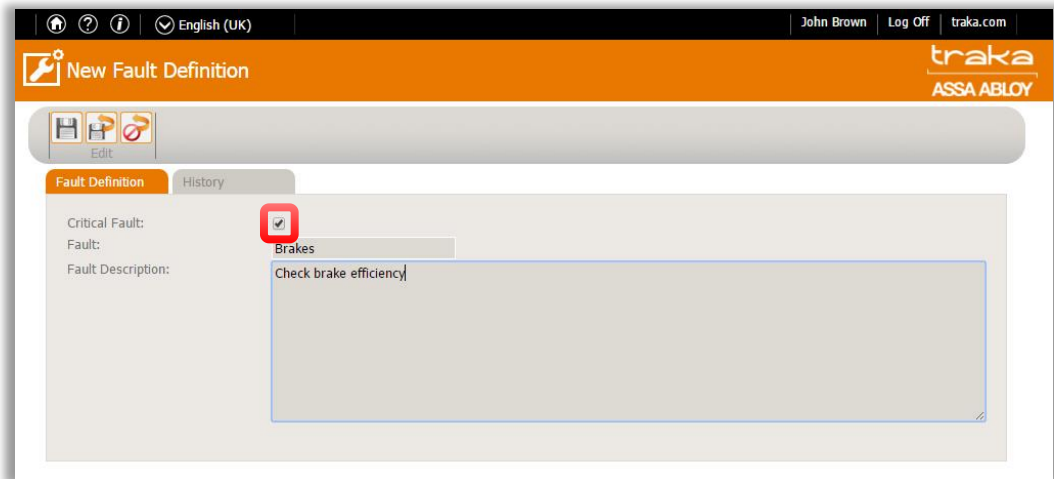 English (UK) John Brown Log Off traka.com
New Fault Definition
traka
ASSA ABLOY
Edit
Fault Definition History
Critical Fault:
Fault: Brakes
Fault Description: Check brake efficiency